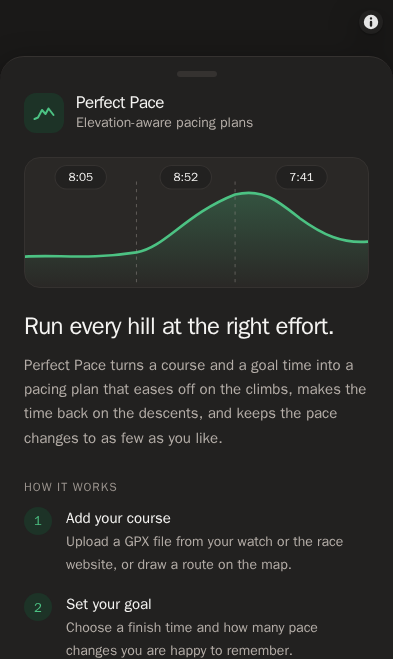 Perfect Pace
Elevation-aware pacing plans
8:05
8:52
7:41
Run every hill at the right effort.
Perfect Pace turns a course and a goal time into a
pacing plan that eases off on the climbs, makes the
time back on the descents, and keeps the pace
changes to as few as you like.
HOW IT WORKS
1
Add your course
Upload a GPX file from your watch or the race
website, or draw a route on the map.
2
Set your goal
Choose a finish time and how many pace
changes you are happy to remember.